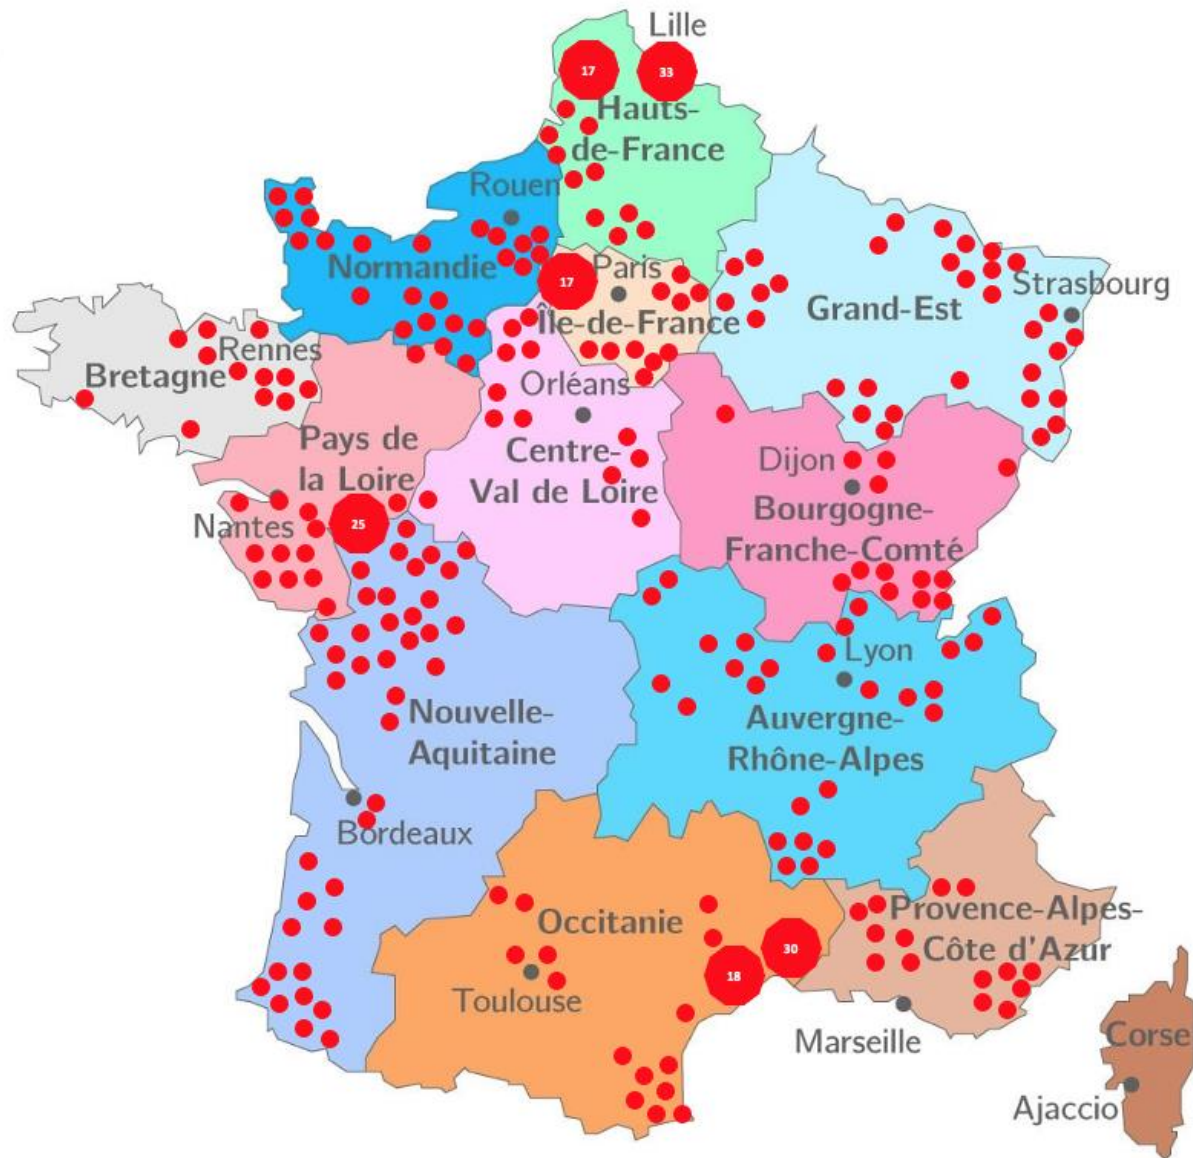 Lille
17
33
Hauts-
de-France
Rouen
Normandie
17
Paris
Île-de-France
Grand-Est
Strasbourg
Rennes
Bretagne
Orléans
Pays de
la Loire
Centre-
Val de Loire
Dijon
Bourgogne-
Franche-Comté
Nantes
25
Lyon
Nouvelle-
Aquitaine
Auvergne-
Rhône-Alpes
Bordeaux
Occitanie
Provence-Alpes-
Côte d'Azur
30
18
Toulouse
Marseille
Corse
Ajaccio